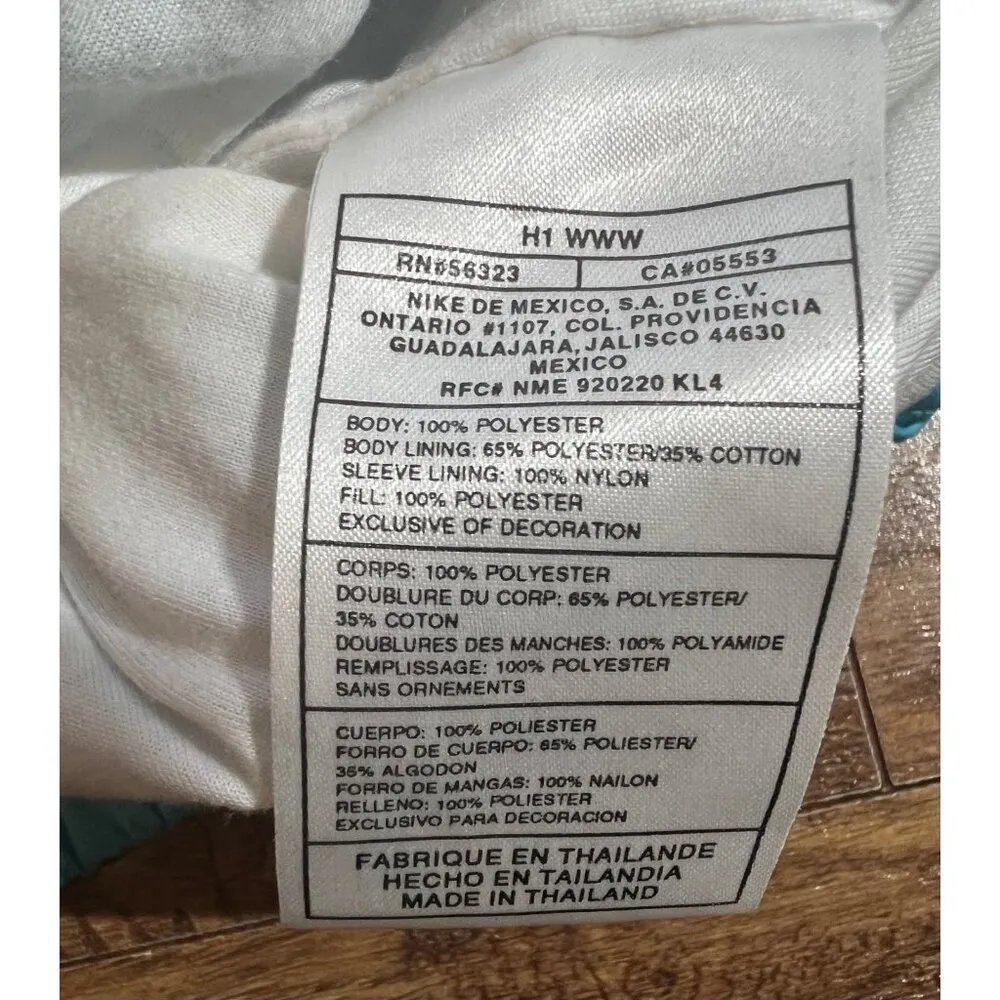 H1 WWW
RN#56323 CA#05553
NIKE DE MEXICO, S.A. DE C.V.
ONTARIO #1107, COL. PROVIDENCIA
GUADALAJARA, JALISCO 44630
MEXICO
RFC# NME 920220 KL4
BODY: 100% POLYESTER
BODY LINING: 65% POLYESTER/35% COTTON
SLEEVE LINING: 100% NYLON
FILL: 100% POLYESTER
EXCLUSIVE OF DECORATION
CORPS: 100% POLYESTER
DOUBLURE DU CORP: 65% POLYESTER/
35% COTON
DOUBLURES DES MANCHES: 100% POLYAMIDE
REMPLISSAGE: 100% POLYESTER
SANS ORNEMENTS
CUERPO: 100% POLIESTER
FORRO DE CUERPO: 65% POLIESTER/
35% ALGODON
FORRO DE MANGAS: 100% NAILON
RELLENO: 100% POLIESTER
EXCLUSIVO PARA DECORACION
FABRIQUE EN THAILANDE
HECHO EN TAILANDIA
MADE IN THAILAND